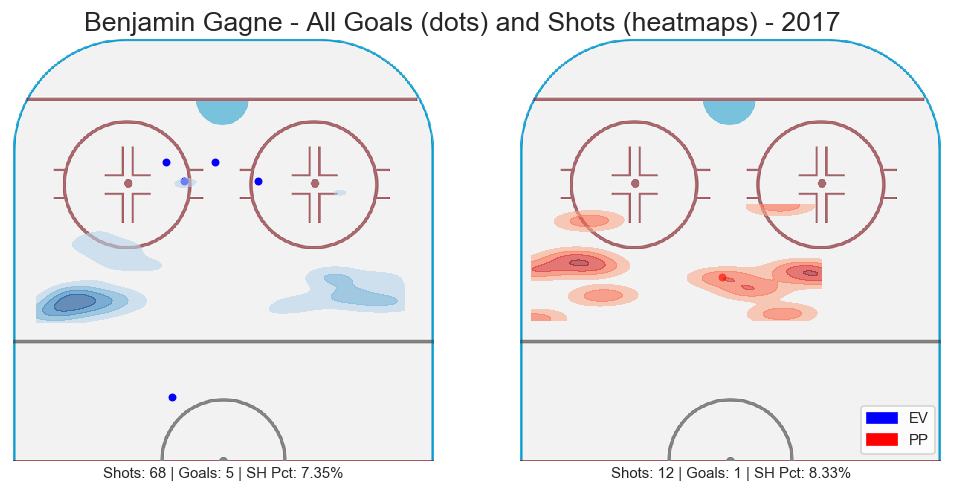 Benjamin Gagne - All Goals (dots) and Shots (heatmaps) - 2017
EV
PP
Shots: 68 | Goals: 5 | SH Pct: 7.35%
Shots: 12 | Goals: 1 | SH Pct: 8.33%